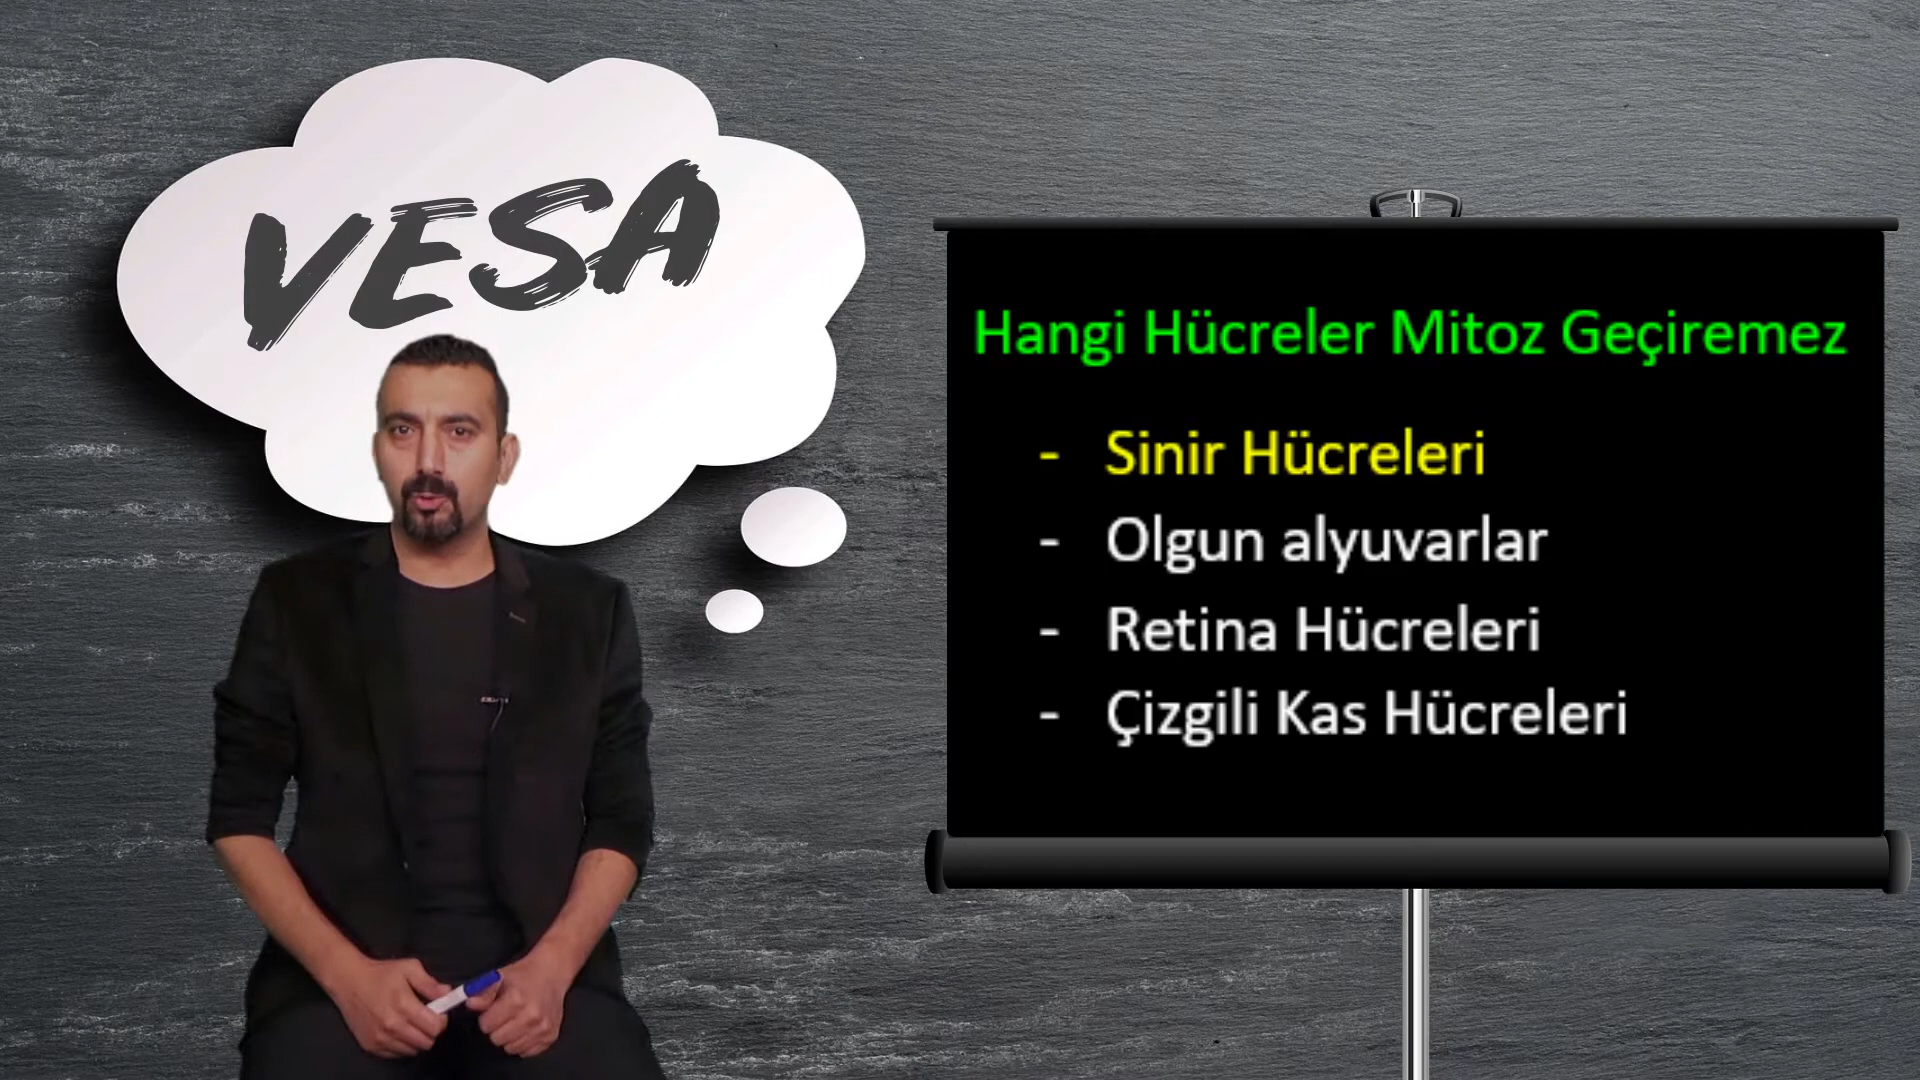 VESA
Hangi Hücreler Mitoz Geçiremez
- Sinir Hücreleri
- Olgun alyuvarlar
- Retina Hücreleri
- Çizgili Kas Hücreleri